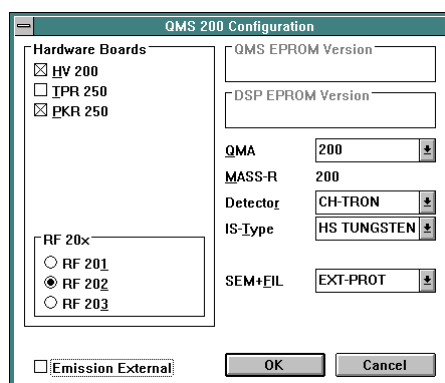 QMS 200 Configuration
Hardware Boards
HV 200
TPR 250
PKR 250
RF 20x
RF 201
RF 202
RF 203
Emission External
QMS EPROM Version
DSP EPROM Version
QMA 200
MASS-R 200
Detector CH-TRON
IS-Type HS TUNGSTEN
SEM+FIL EXT-PROT
OK Cancel